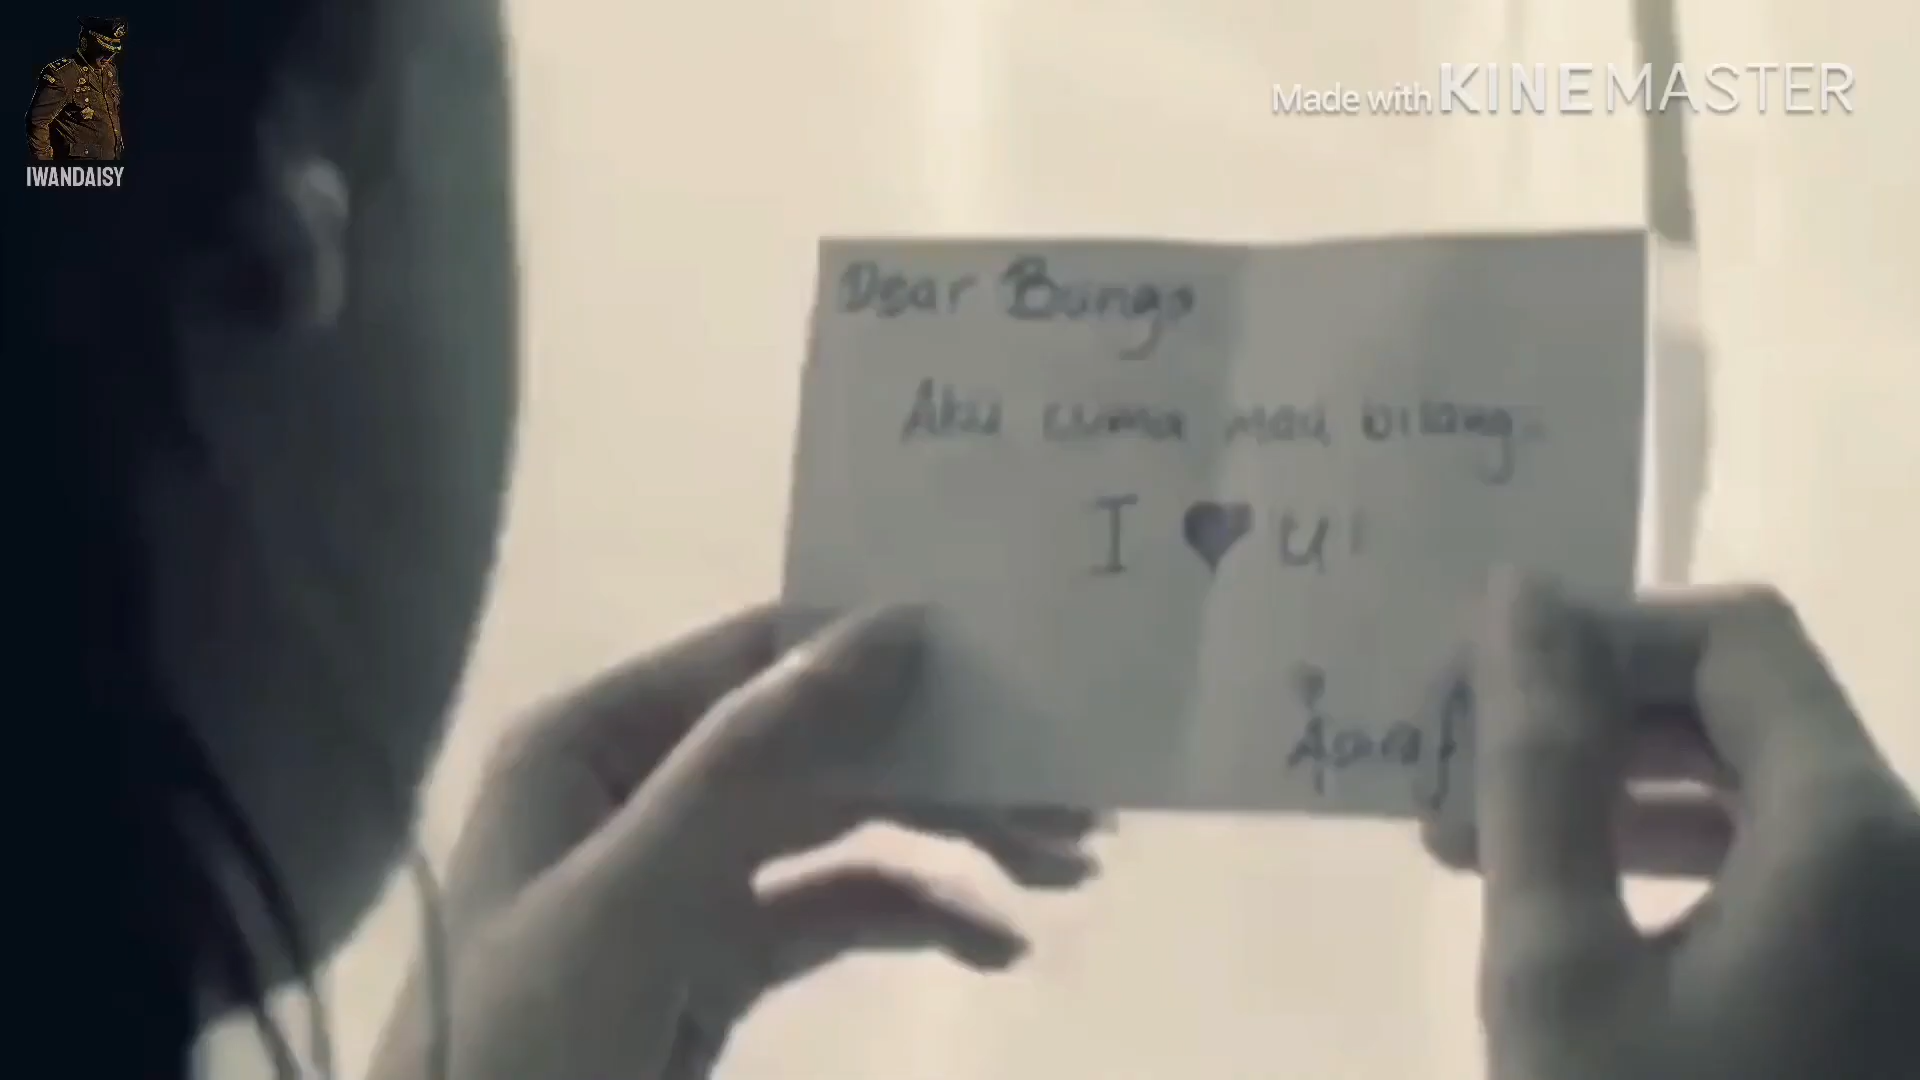 IWANDAISY
Made with KINEMASTER
Dear Bunga
Aku cuma mau bilang..
I ♥ U!